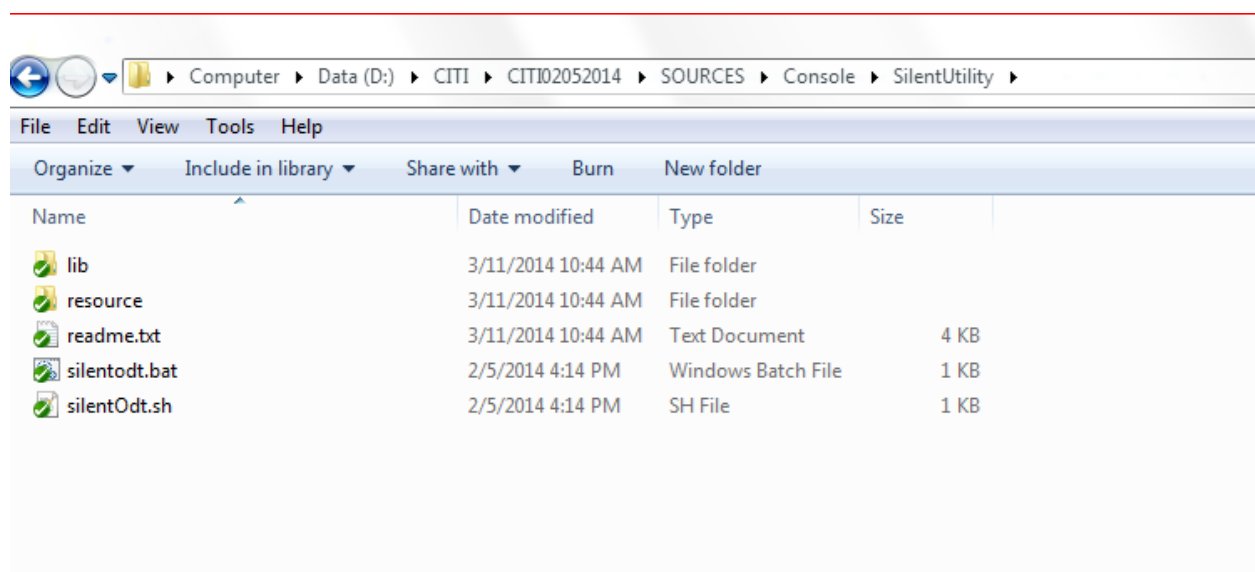 Computer Data (D:) CITI CITI02052014 SOURCES Console SilentUtility
File Edit View Tools Help
Organize Include in library Share with Burn New folder
Name Date modified Type Size
lib 3/11/2014 10:44 AM File folder
resource 3/11/2014 10:44 AM File folder
readme.txt 3/11/2014 10:44 AM Text Document 4 KB
silentodt.bat 2/5/2014 4:14 PM Windows Batch File 1 KB
silentOdt.sh 2/5/2014 4:14 PM SH File 1 KB